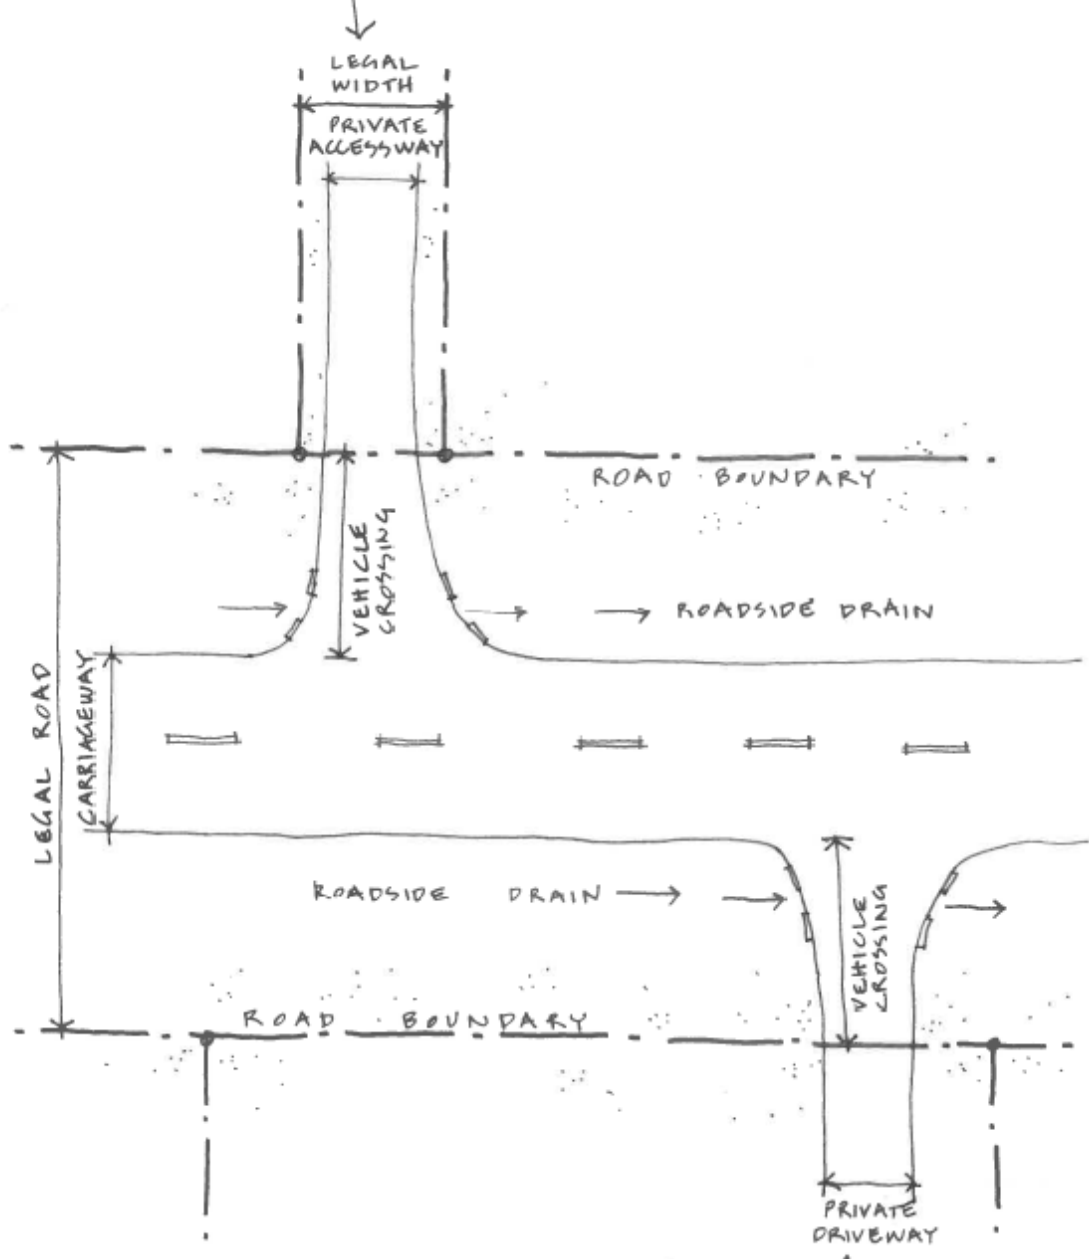 LEGAL
WIDTH
PRIVATE
ACCESSWAY
ROAD BOUNDARY
VEHICLE
CROSSING
ROADSIDE DRAIN
LEGAL ROAD
CARRIAGEWAY
ROADSIDE DRAIN
VEHICLE
CROSSING
ROAD BOUNDARY
PRIVATE
DRIVEWAY